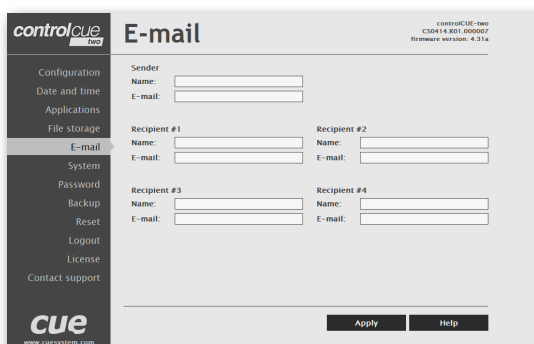 controlcue
two
E-mail
controlCUE-two
CS0414.R01.000007
firmware version: 4.31a
Configuration
Date and time
Applications
File storage
E-mail
System
Password
Backup
Reset
Logout
License
Contact support
Sender
Name:
E-mail:
Recipient #1
Name:
E-mail:
Recipient #2
Name:
E-mail:
Recipient #3
Name:
E-mail:
Recipient #4
Name:
E-mail:
Apply
Help
cue
www.cuesystem.com